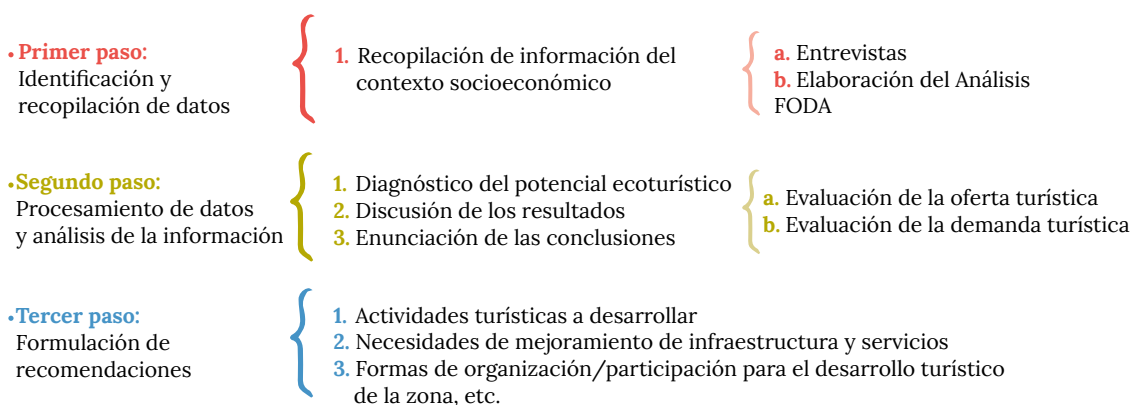 • Primer paso:
Identificación y
recopilación de datos
1. Recopilación de información del
contexto socioeconómico
a. Entrevistas
b. Elaboración del Análisis
FODA
• Segundo paso:
Procesamiento de datos
y análisis de la información
1. Diagnóstico del potencial ecoturístico
2. Discusión de los resultados
3. Enunciación de las conclusiones
a. Evaluación de la oferta turística
b. Evaluación de la demanda turística
• Tercer paso:
Formulación de
recomendaciones
1. Actividades turísticas a desarrollar
2. Necesidades de mejoramiento de infraestructura y servicios
3. Formas de organización/participación para el desarrollo turístico
de la zona, etc.